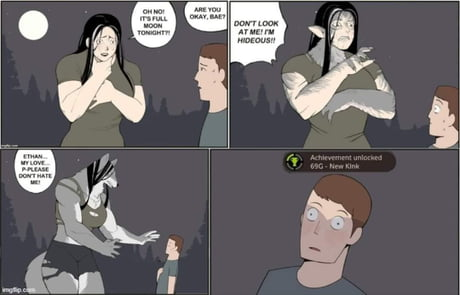 OH NO!
IT'S FULL
MOON
TONIGHT?!
ARE YOU
OKAY, BAE?
imgflip.com
DON'T LOOK
AT ME! I'M
HIDEOUS!!
ETHAN...
MY LOVE...
P-PLEASE
DON'T HATE
ME!
imgflip.com
Achievement unlocked
69G - New Kink